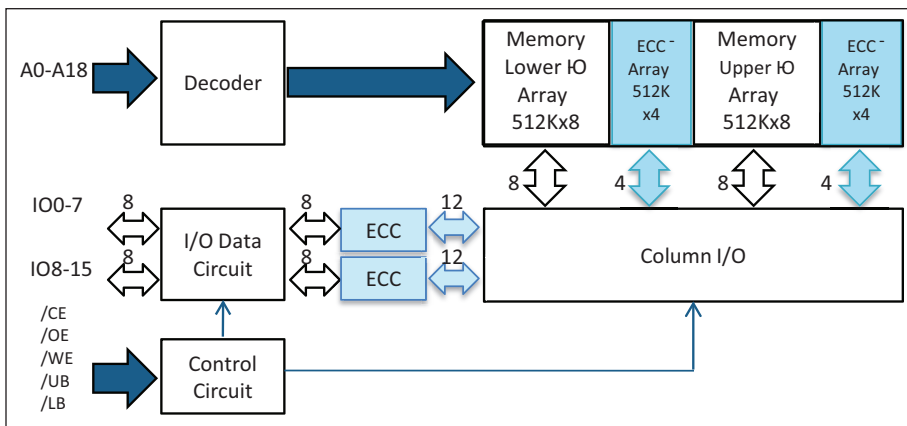 A0-A18
Decoder
Memory
Lower Ю
Array
512Kx8
ECC-
Array
512K
x4
Memory
Upper Ю
Array
512Kx8
ECC-
Array
512K
x4
8
4
8
4
IO0-7
8
I/O Data
Circuit
8
ECC
12
IO8-15
8
8
ECC
12
Column I/O
/CE
/OE
/WE
/UB
/LB
Control
Circuit